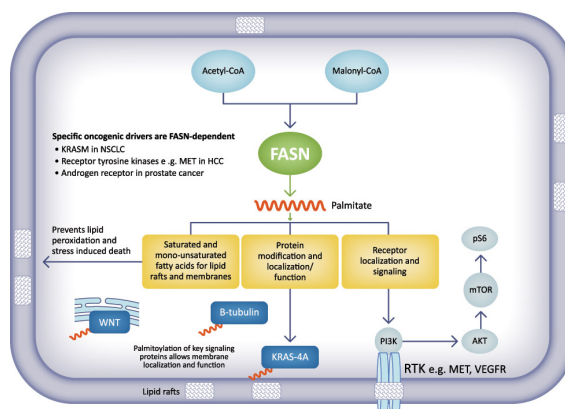 Acetyl-CoA
Malonyl-CoA
Specific oncogenic drivers are FASN-dependent
• KRASM in NSCLC
• Receptor tyrosine kinases e .g. MET in HCC
• Androgen receptor in prostate cancer
FASN
Palmitate
Prevents lipid
peroxidation and
stress induced death
Saturated and
mono-unsaturated
fatty acids for lipid
rafts and membranes
Protein
modification and
localization/
function
Receptor
localization and
signaling
pS6
mTOR
WNT
B-tubulin
Palmitoylation of key signaling
proteins allows membrane
localization and function
KRAS-4A
PI3K
AKT
RTK e.g. MET, VEGFR
Lipid rafts